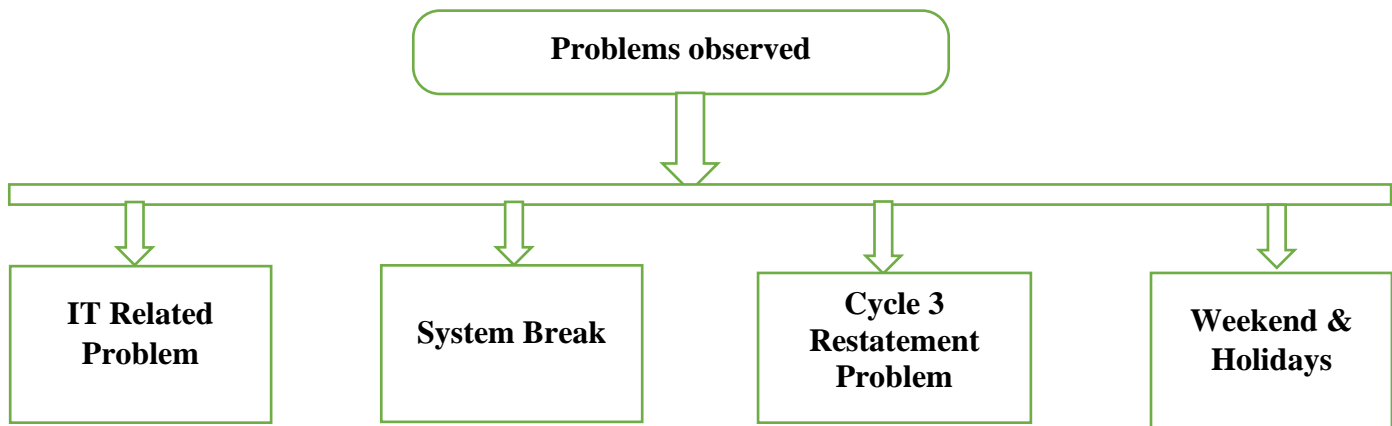 Problems observed
IT Related
Problem
System Break
Cycle 3
Restatement
Problem
Weekend &
Holidays